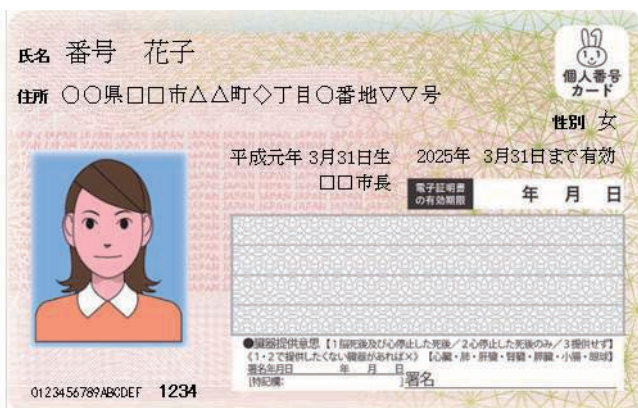 氏名 番号 花子
個人番号
カード
住所 〇〇県□□市△△町◇丁目〇番地▽▽号
性別 女
平成元年 3月31日生 2025年 3月31日まで有効
□□市長
電子証明書
の有効期限
年 月 日
●臓器提供意思【1脳死後及び心停止した死後／2心停止した死後のみ／3提供せず】
《1・2で提供したくない臓器があれば×》【心臓・肺・肝臓・腎臓・膵臓・小腸・眼球】
署名年月日 年 月 日
[特記欄: ]署名
0123456789ABCDEF 1234